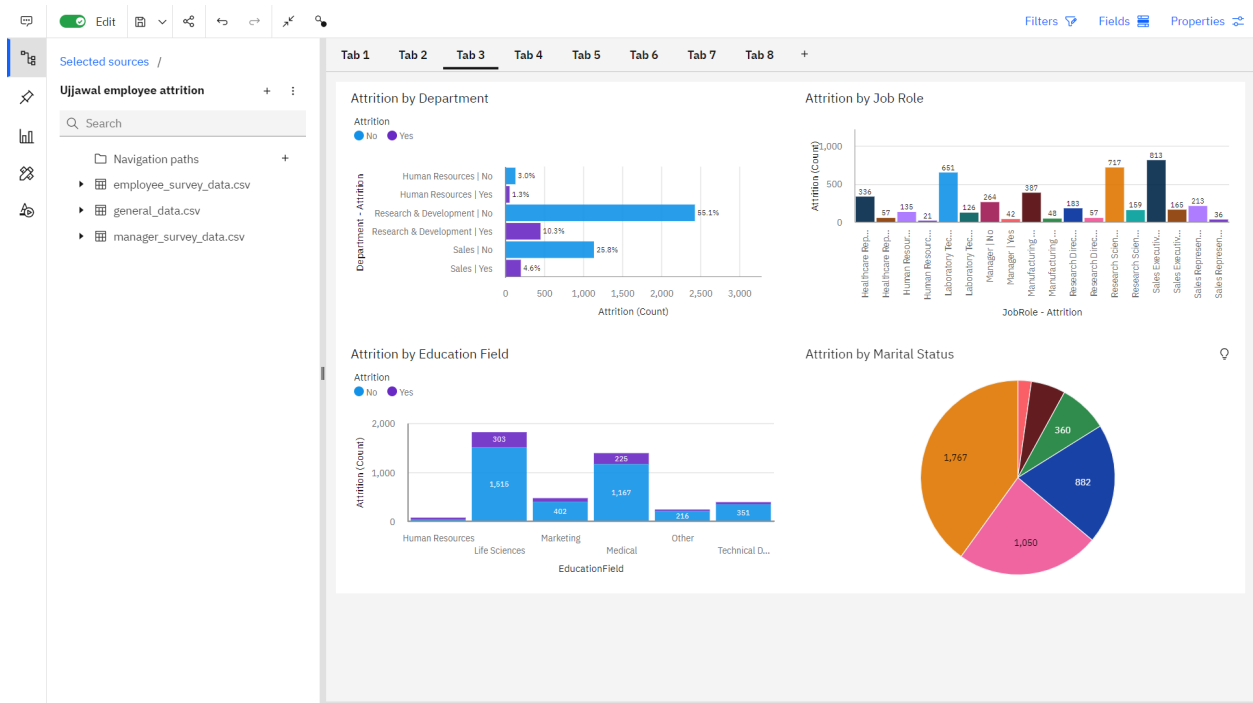 Edit
Filters
Fields
Properties
Selected sources /
Ujjawal employee attrition
Search
Navigation paths
employee_survey_data.csv
general_data.csv
manager_survey_data.csv
Tab 1 Tab 2 Tab 3 Tab 4 Tab 5 Tab 6 Tab 7 Tab 8 +
Attrition by Department
Attrition
No Yes
Department - Attrition
Human Resources | No 3.0%
Human Resources | Yes 1.3%
Research & Development | No 55.1%
Research & Development | Yes 10.3%
Sales | No 25.8%
Sales | Yes 4.6%
0 500 1,000 1,500 2,000 2,500 3,000
Attrition (Count)
Attrition by Job Role
Attrition (Count)
1,000
500
0
336 57 135 21 651 126 264 42 387 48 183 57 717 159 813 165 213 36
Healthcare Rep...
Healthcare Rep...
Human Resour...
Human Resourc...
Laboratory Tec...
Laboratory Tec...
Manager | No
Manager | Yes
Manufacturing ...
Manufacturing ...
Research Direc...
Research Direc...
Research Scien...
Research Scien...
Sales Executiv...
Sales Executiv...
Sales Represen...
Sales Represen...
JobRole - Attrition
Attrition by Education Field
Attrition
No Yes
Attrition (Count)
2,000
1,000
0
303
1,515
402
225
1,167
216
351
Human Resources
Life Sciences
Marketing
Medical
Other
Technical D...
EducationField
Attrition by Marital Status
360
882
1,050
1,767